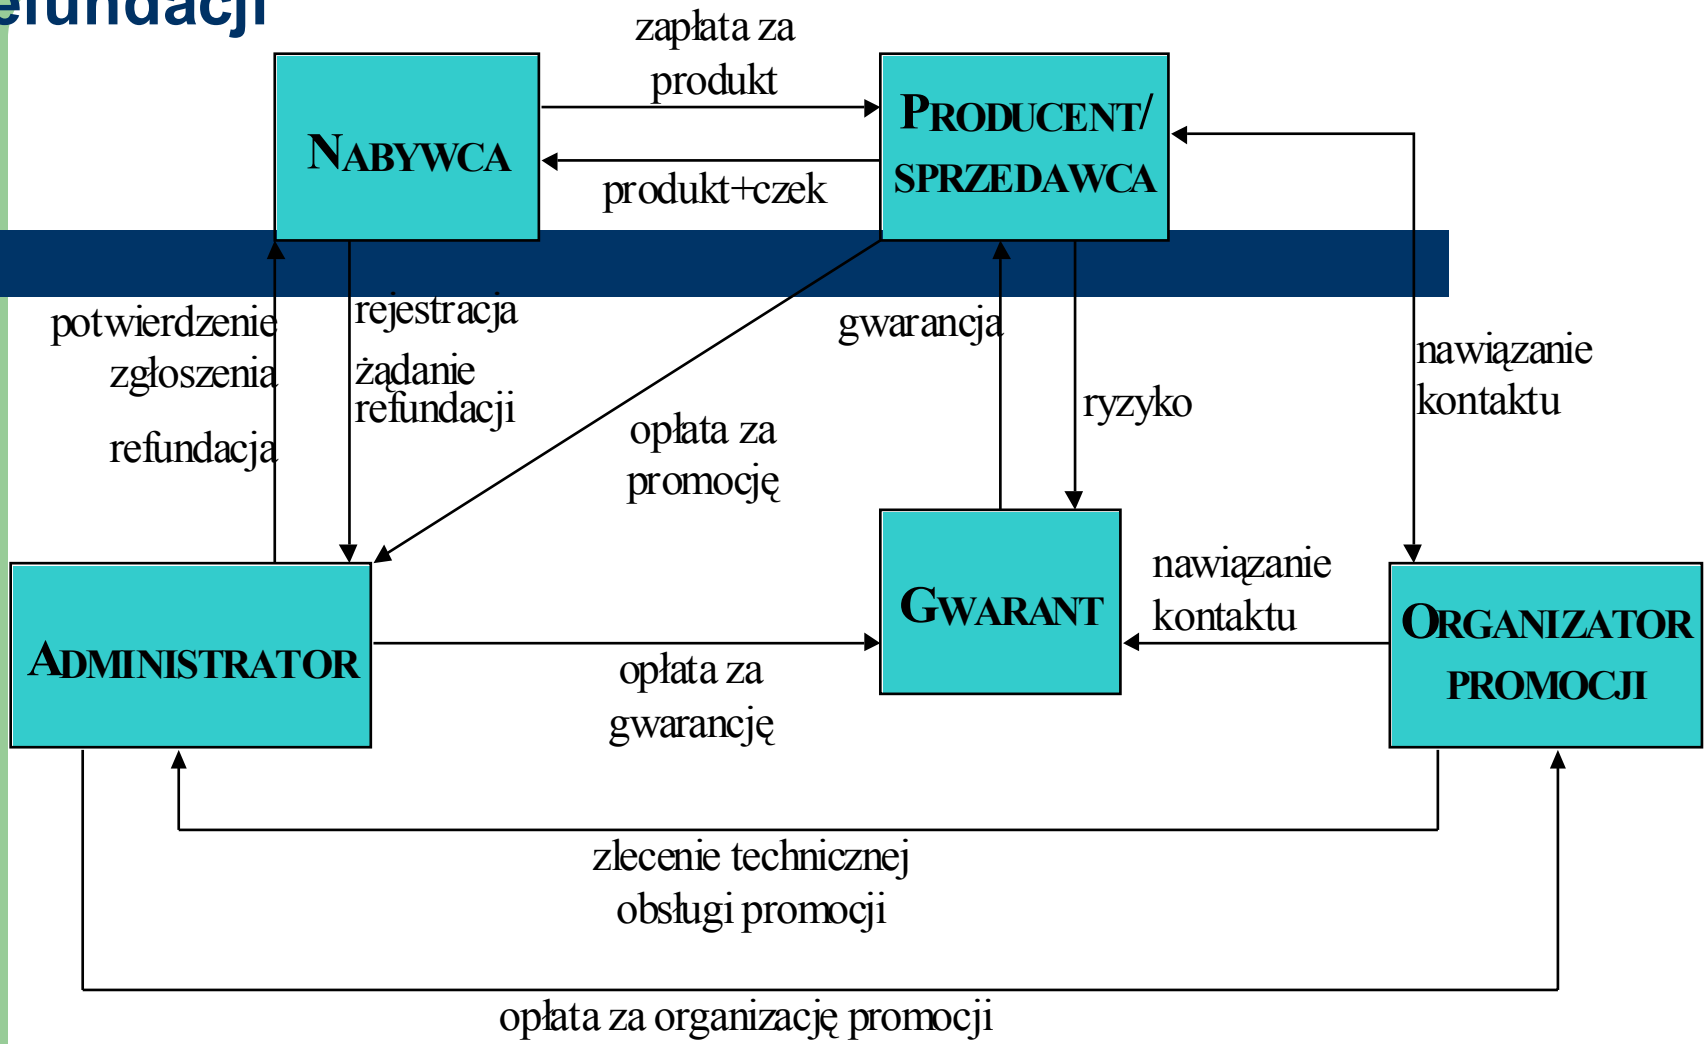 efundacji
zapłata za
produkt
NABYWCA
PRODUCENT/
SPRZEDAWCA
produkt+czek
potwierdzenie
zgłoszenia
refundacja
rejestracja
żądanie
refundacji
opłata za
promocję
gwarancja
ryzyko
nawiązanie
kontaktu
ADMINISTRATOR
opłata za
gwarancję
GWARANT
nawiązanie
kontaktu
ORGANIZATOR
PROMOCJI
zlecenie technicznej
obsługi promocji
opłata za organizację promocji